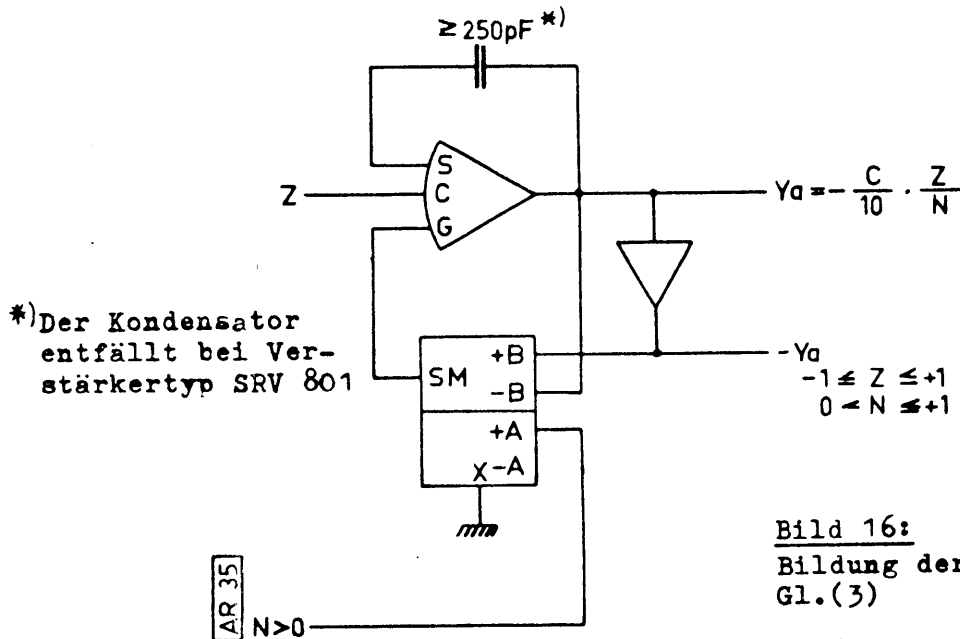 ≥ 250pF *)
S
Z
C
G
Ya = - C/10 · Z/N
*) Der Kondensator
entfällt bei Ver-
stärkertyp SRV 801
SM
+B
-B
+A
X -A
-Ya
-1 ≤ Z ≤ +1
0 < N ≤ +1
Bild 16:
Bildung der
Gl.(3)
AR 35
N>0